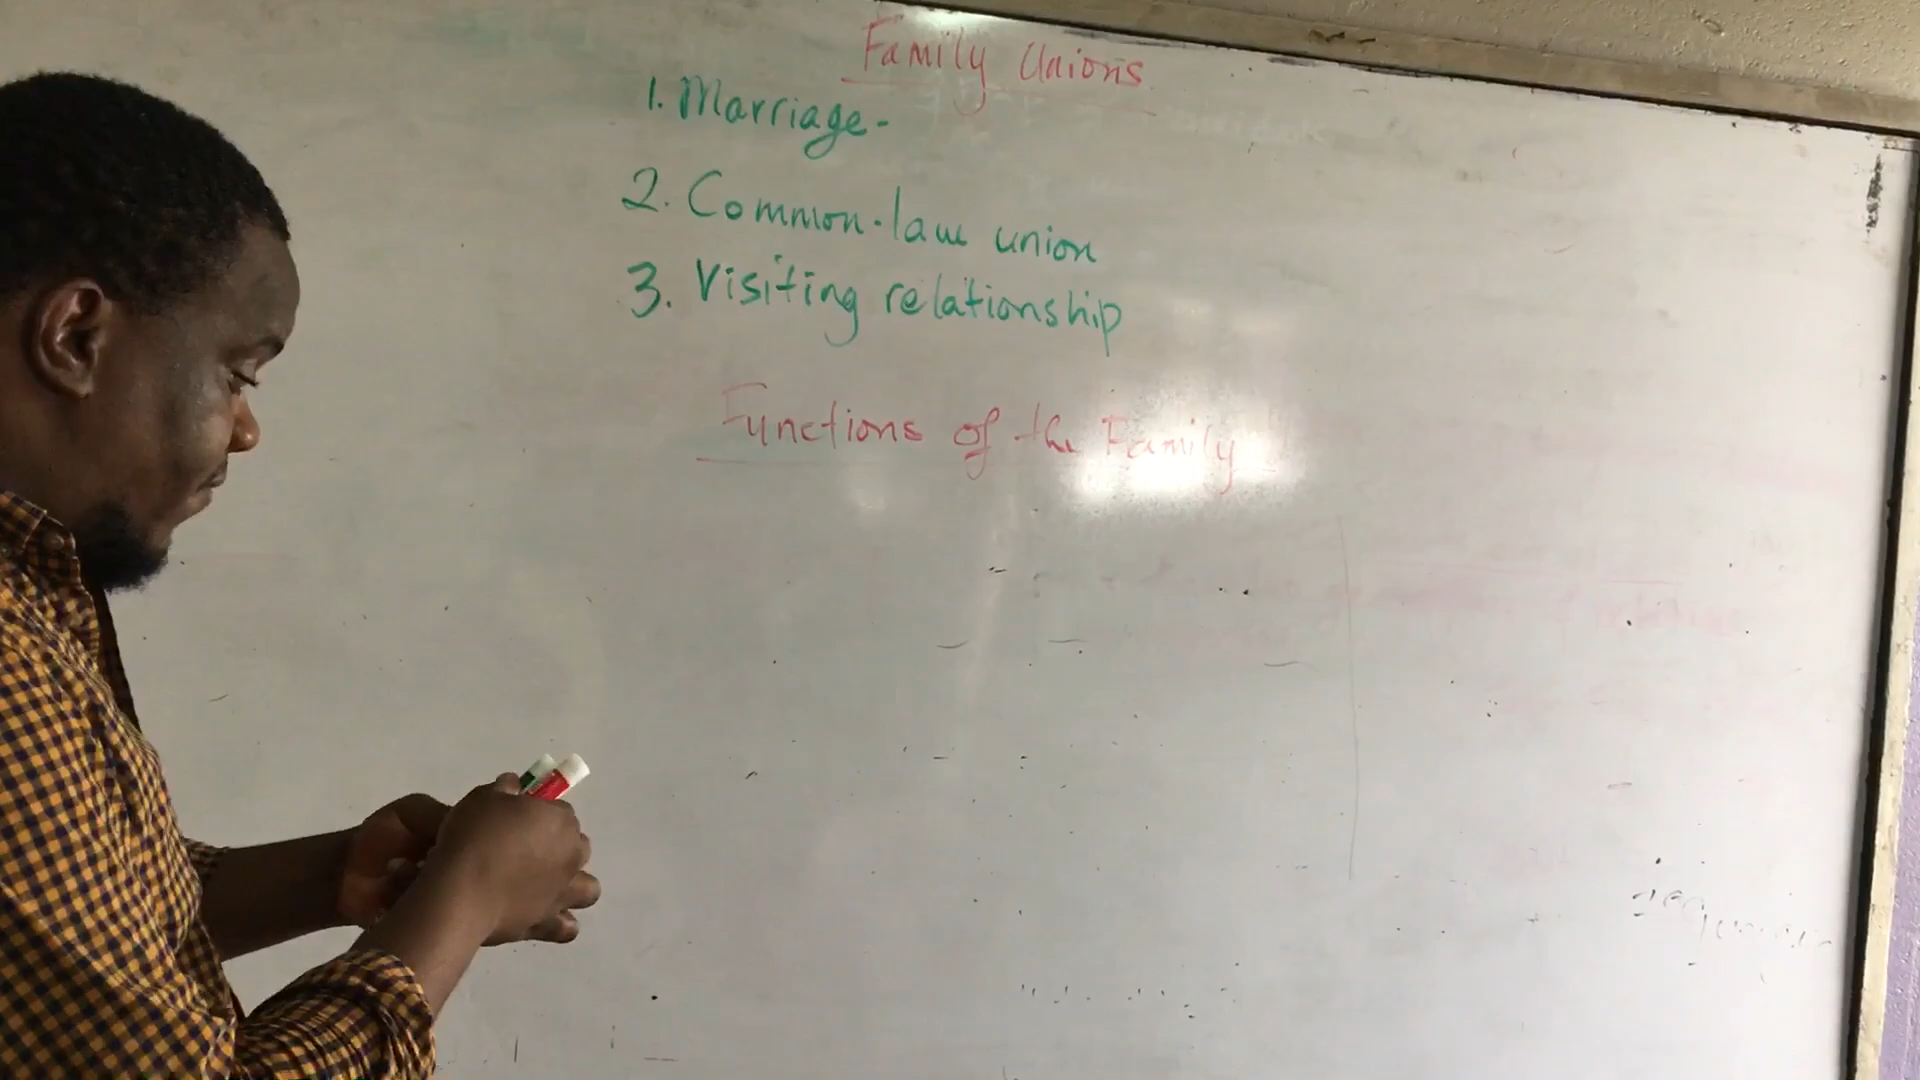 Family Unions
1. Marriage -
2. Common-law union
3. Visiting relationship
Functions of the Family